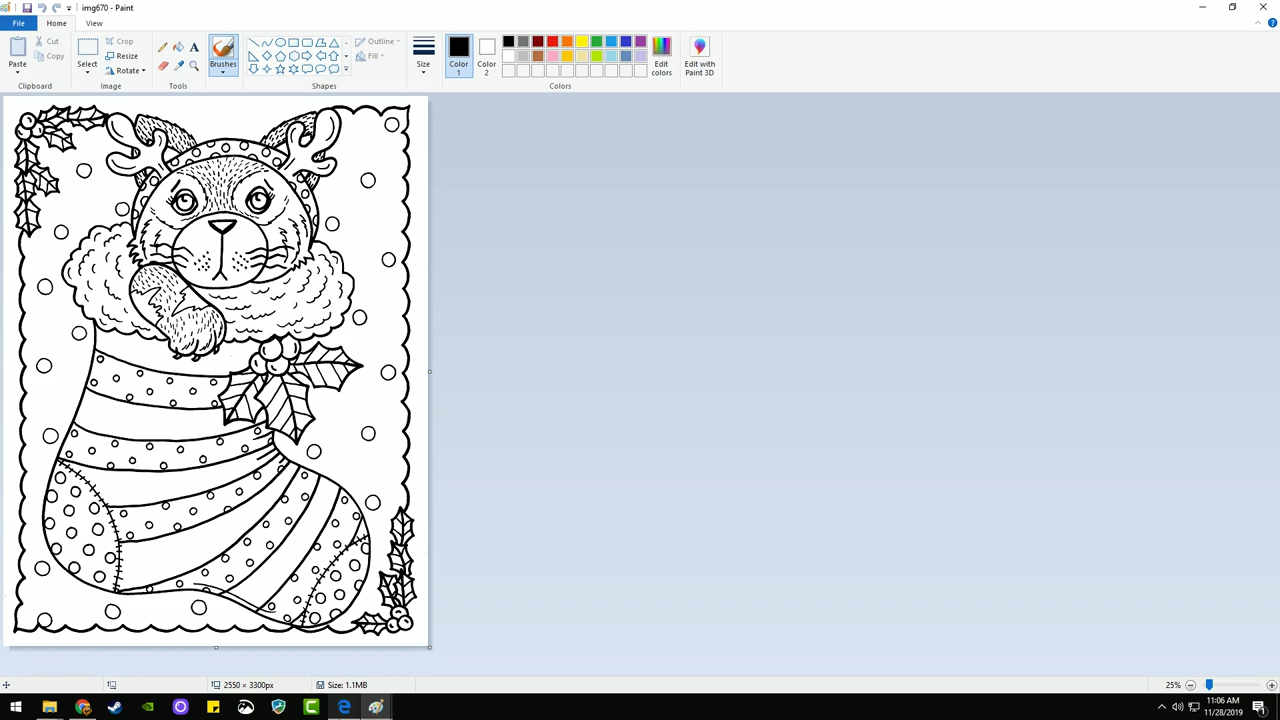 img670 - Paint
File Home View
Paste Cut Copy Clipboard
Select Crop Resize Rotate Image
A Tools
Brushes
Outline Fill Shapes
Size
Color 1
Color 2
Edit colors
Colors
Edit with Paint 3D
2550 × 3300px
Size: 1.1MB
25%
11:06 AM
11/28/2019